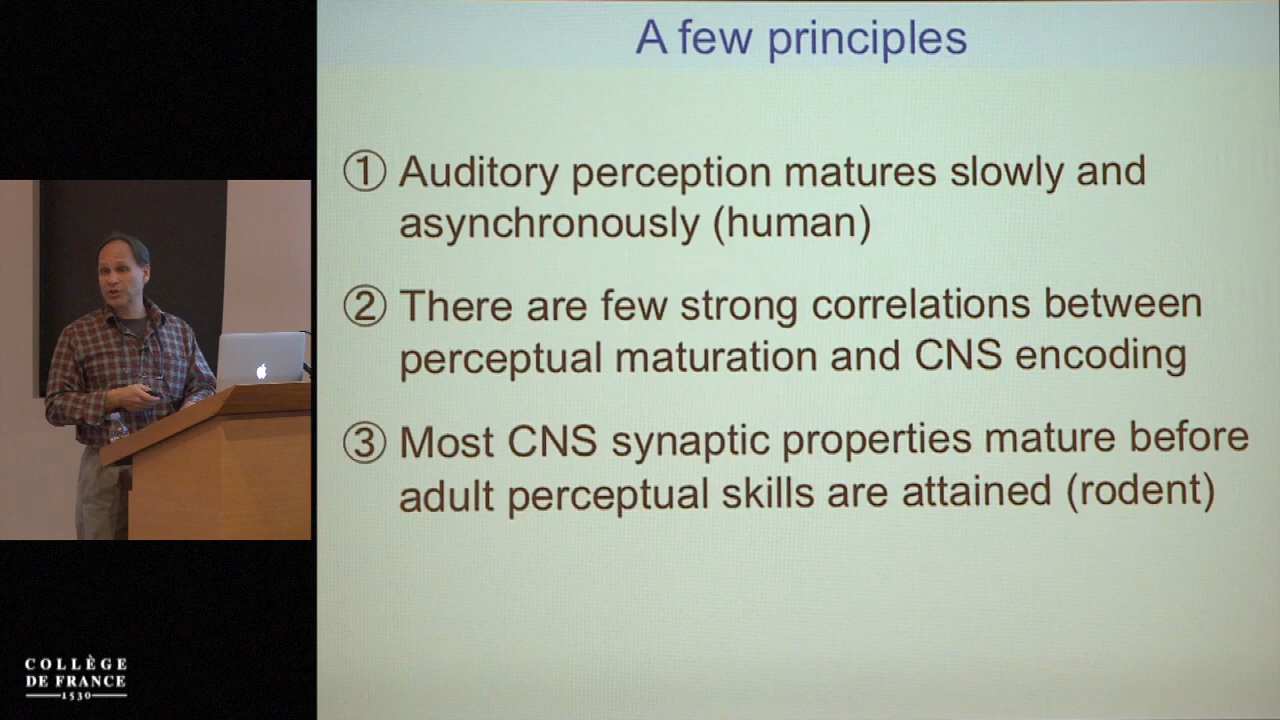 A few principles
① Auditory perception matures slowly and
asynchronously (human)
② There are few strong correlations between
perceptual maturation and CNS encoding
③ Most CNS synaptic properties mature before
adult perceptual skills are attained (rodent)
COLLÈGE
DE FRANCE
1530